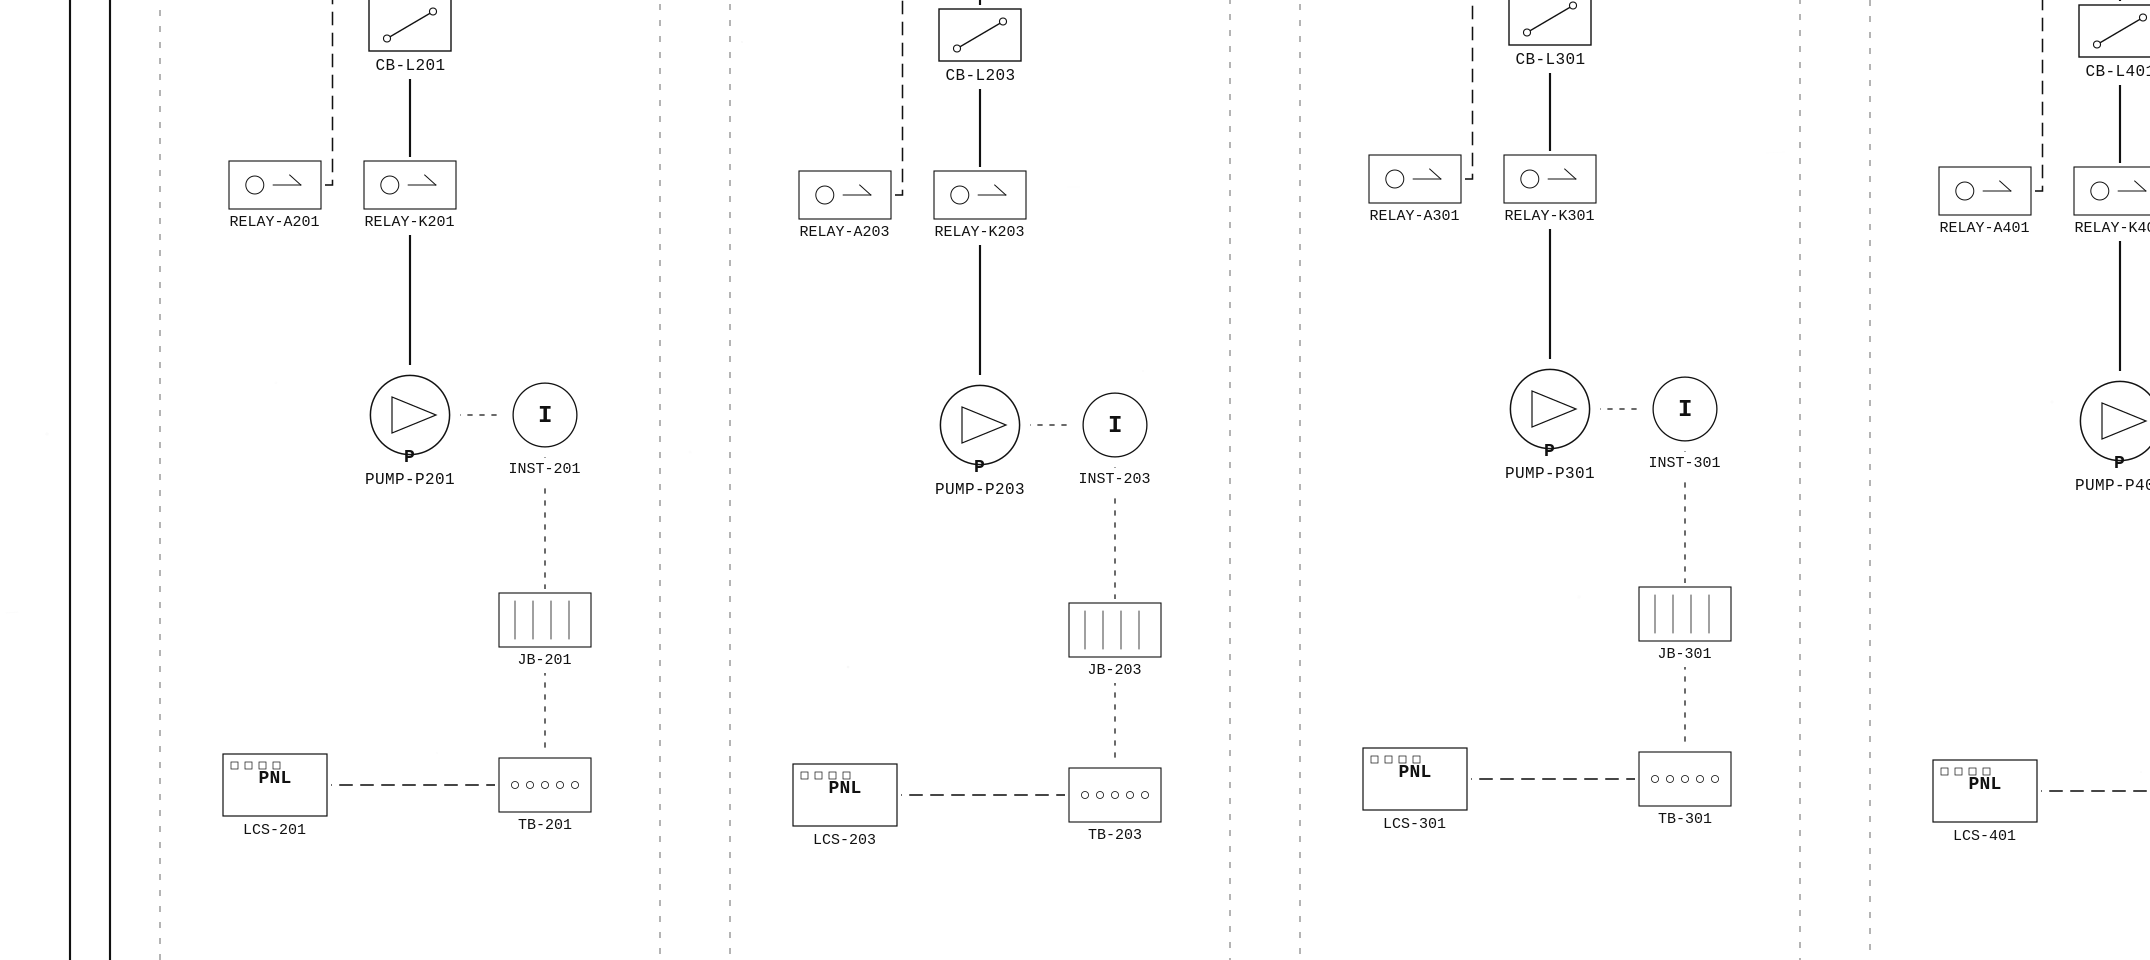 CB-L201
RELAY-A201
RELAY-K201
P
PUMP-P201
I
INST-201
JB-201
PNL
LCS-201
TB-201
CB-L203
RELAY-A203
RELAY-K203
P
PUMP-P203
I
INST-203
JB-203
PNL
LCS-203
TB-203
CB-L301
RELAY-A301
RELAY-K301
P
PUMP-P301
I
INST-301
JB-301
PNL
LCS-301
TB-301
RELAY-A401
P
PNL
LCS-401